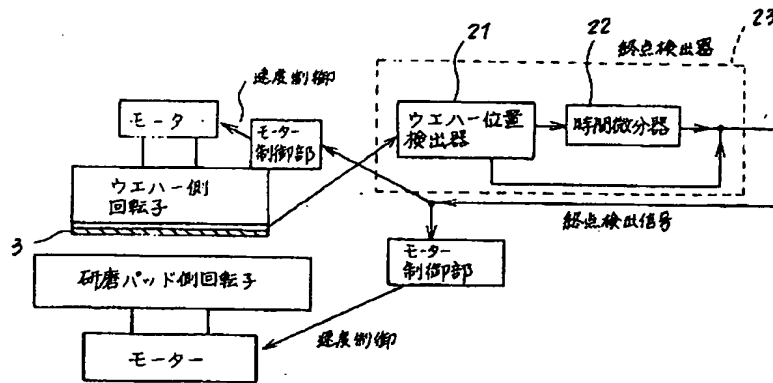 21
22
23
終点検出器
速度制御
モータ
モーター
制御部
ウエハー位置
検出器
時間微分器
ウエハー側
回転子
3
終点検出信号
モーター
制御部
研磨パッド側回転子
速度制御
モーター